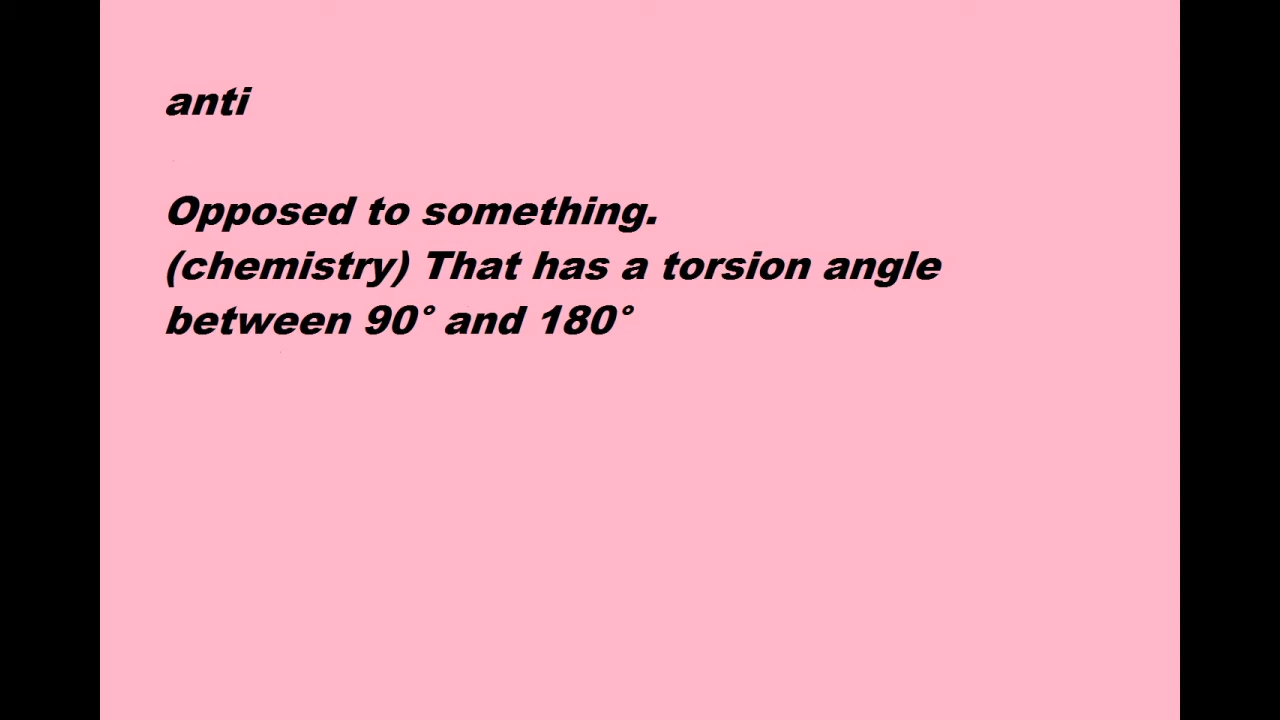 anti
Opposed to something.
(chemistry) That has a torsion angle
between 90° and 180°